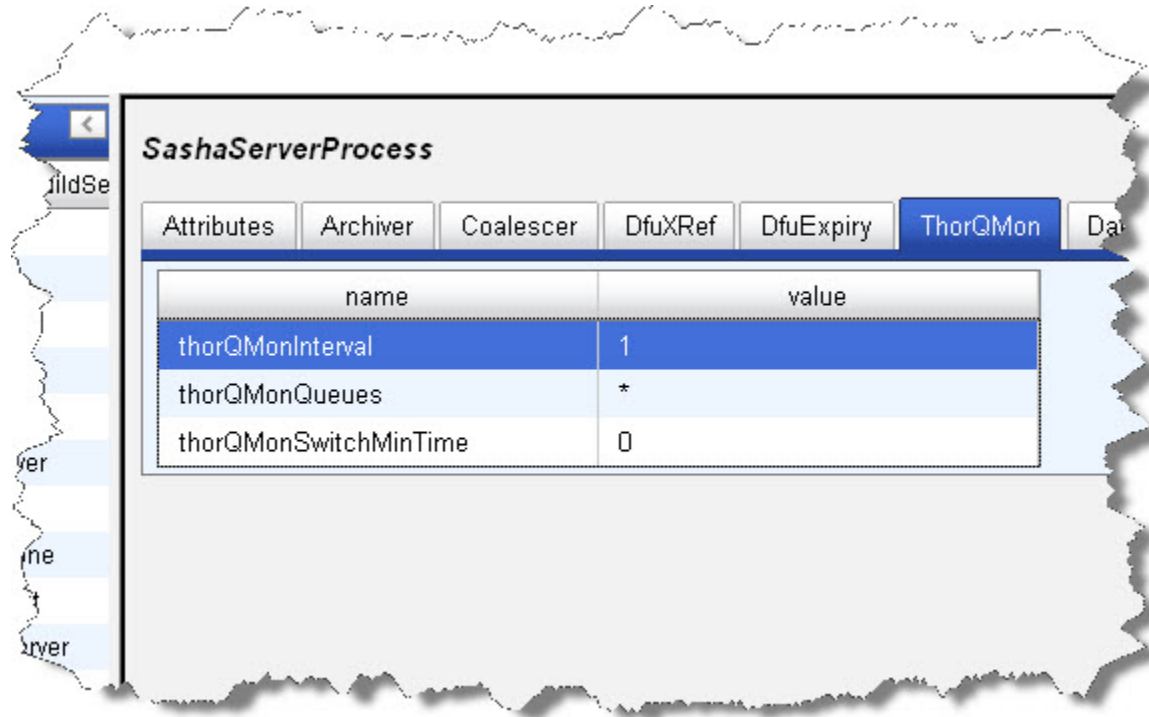 <
SashaServerProcess
Attributes Archiver Coalescer DfuXRef DfuExpiry ThorQMon
name value
thorQMonInterval 1
thorQMonQueues *
thorQMonSwitchMinTime 0